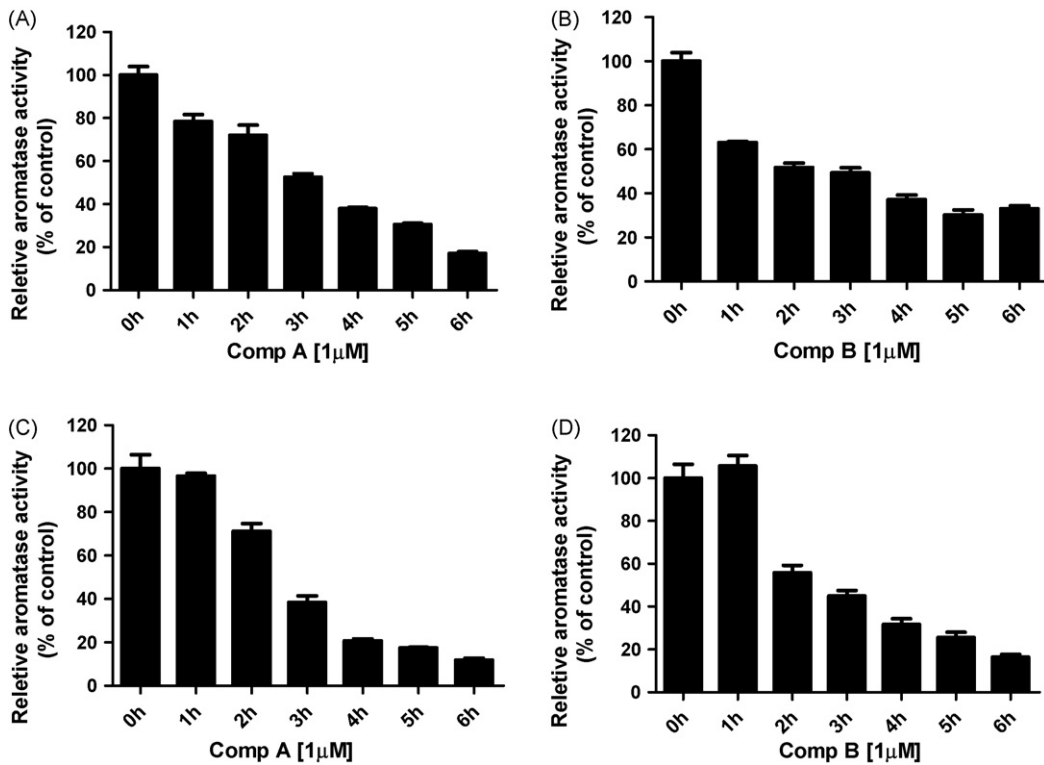 (A)
Reletive aromatase activity
(% of control)
120
100
80
60
40
20
0
0h 1h 2h 3h 4h 5h 6h
Comp A [1μM]
(B)
Reletive aromatase activity
(% of control)
120
100
80
60
40
20
0
0h 1h 2h 3h 4h 5h 6h
Comp B [1μM]
(C)
Reletive aromatase activity
(% of control)
120
100
80
60
40
20
0
0h 1h 2h 3h 4h 5h 6h
Comp A [1μM]
(D)
Reletive aromatase activity
(% of control)
120
100
80
60
40
20
0
0h 1h 2h 3h 4h 5h 6h
Comp B [1μM]